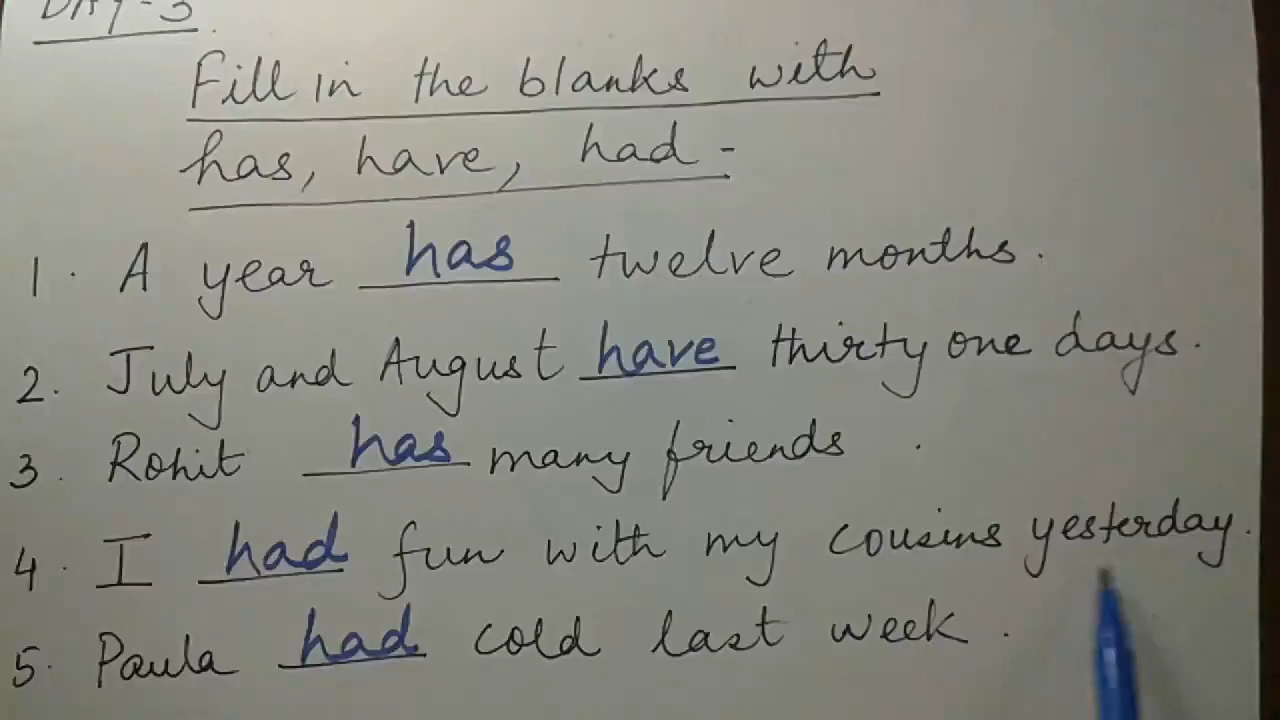 DAY-3
Fill in the blanks with
has, have, had -
1. A year has twelve months.
2. July and August have thirty one days.
3. Rohit has many friends.
4. I had fun with my cousins yesterday.
5. Paula had cold last week.